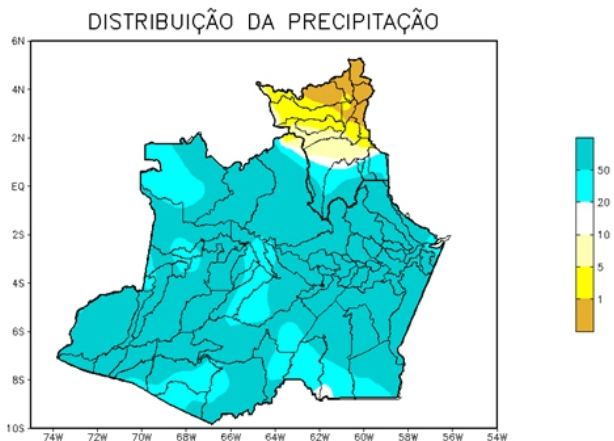 DISTRIBUIÇÃO DA PRECIPITAÇÃO
6N
4N
2N
EQ
2S
4S
6S
8S
10S
74W 72W 70W 68W 66W 64W 62W 60W 58W 56W 54W
50
20
10
5
1